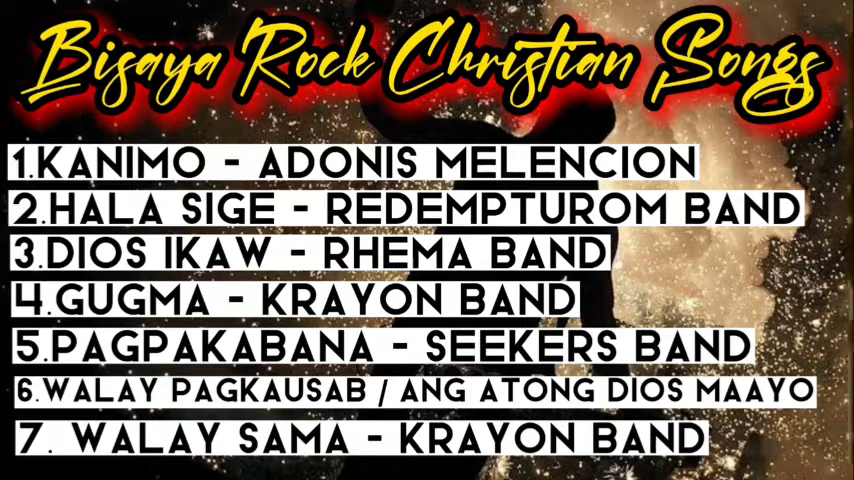 Bisaya Rock Christian Songs
1.KANIMO - ADONIS MELENCION
2.HALA SIGE - REDEMPTUROM BAND
3.DIOS IKAW - RHEMA BAND
4.GUGMA - KRAYON BAND
5.PAGPAKABANA - SEEKERS BAND
6.WALAY PAGKAUSAB / ANG ATONG DIOS MAAYO
7. WALAY SAMA - KRAYON BAND